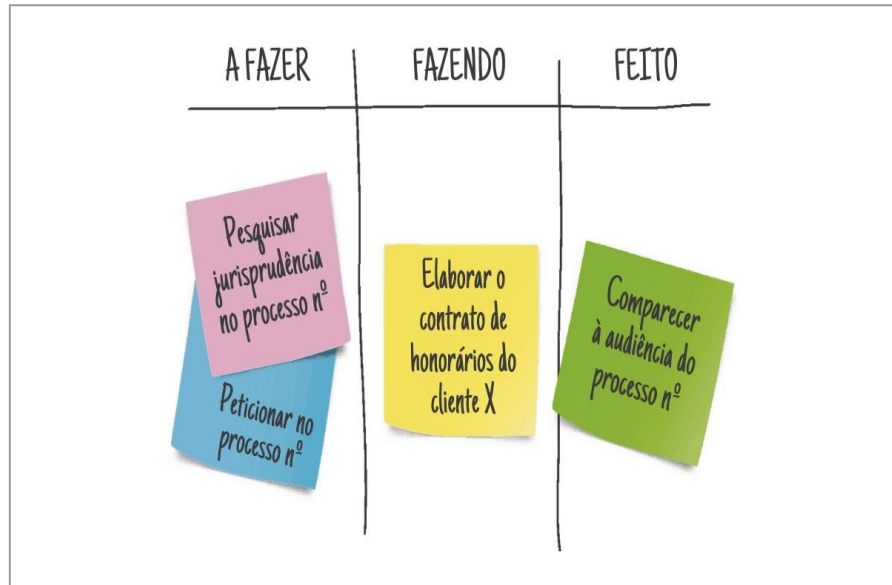 A FAZER
FAZENDO
FEITO
Pesquisar
jurisprudência
no processo nº
Peticionar no
processo nº
Elaborar o
contrato de
honorários do
cliente X
Comparecer
à audiência do
processo nº